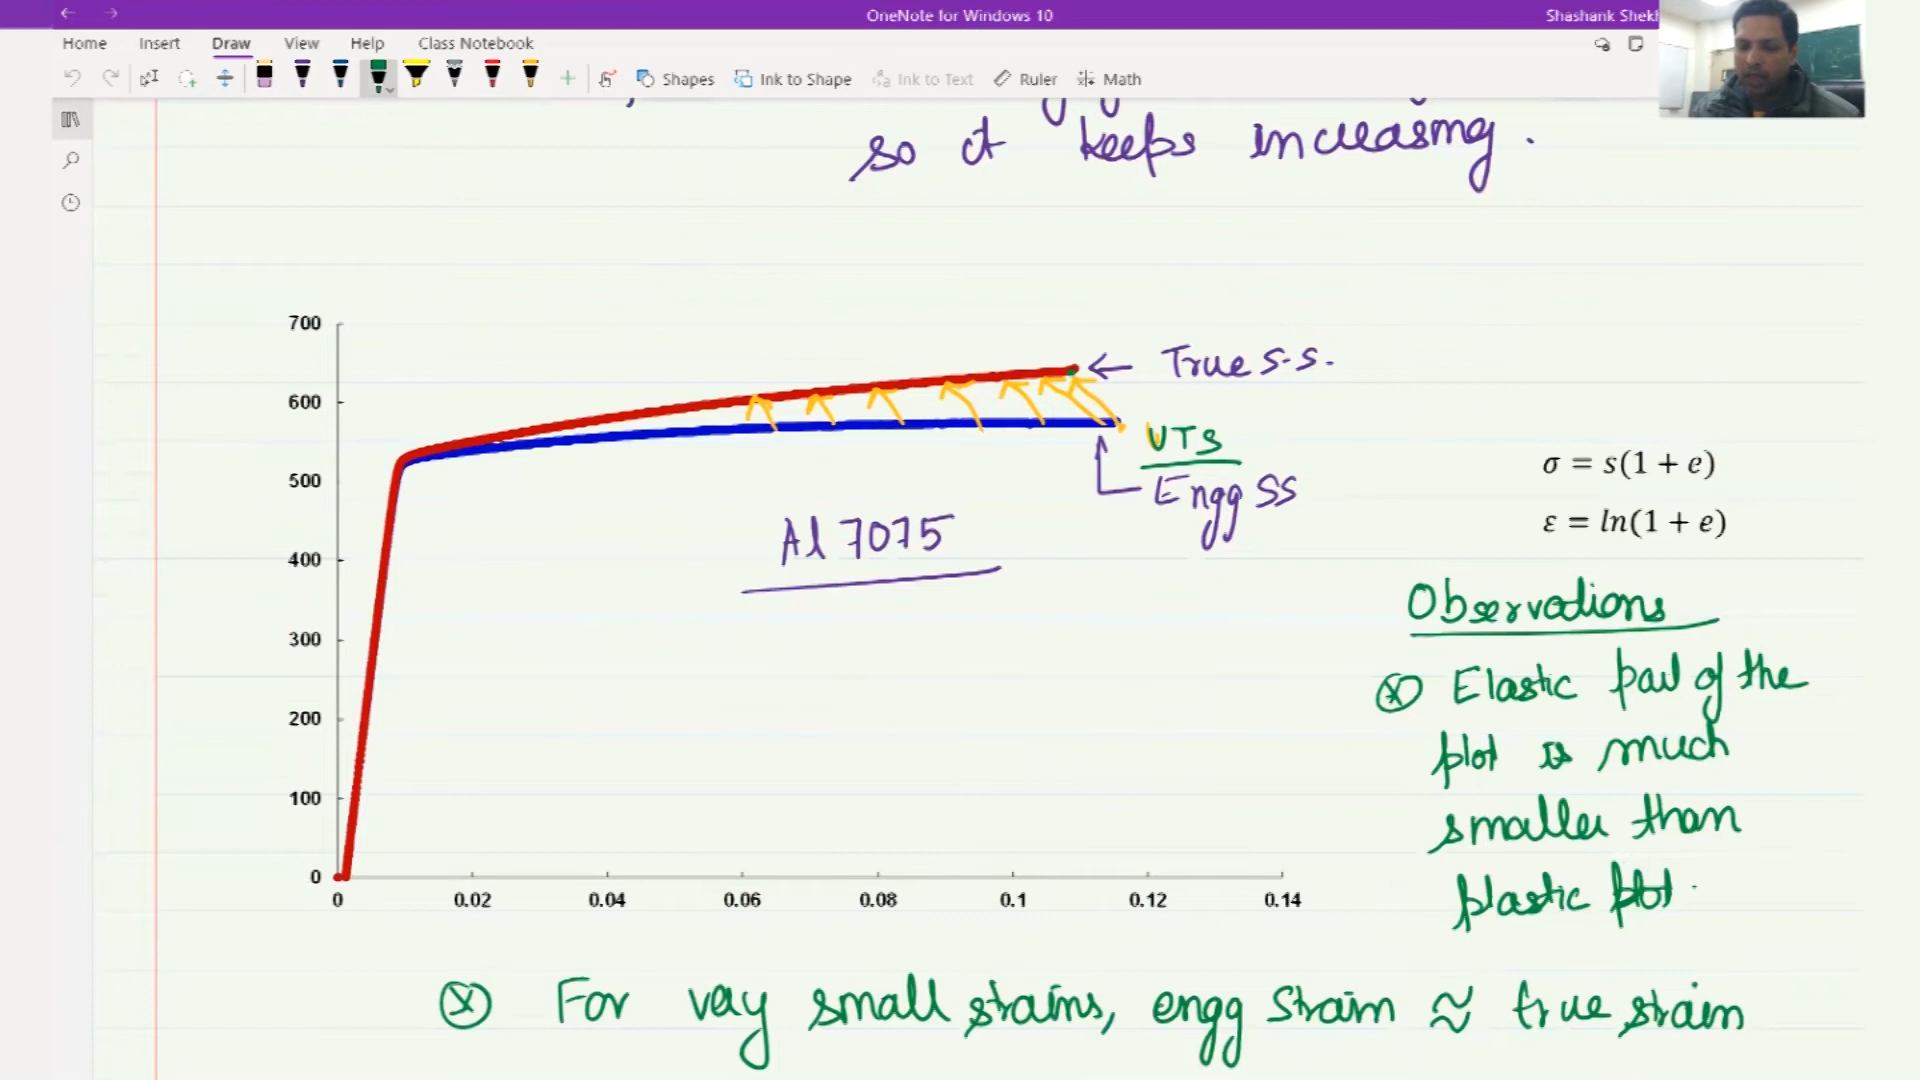 OneNote for Windows 10
Shashank Shekh
Home Insert Draw View Help Class Notebook
Shapes Ink to Shape Ink to Text Ruler Math
so it keeps increasing.
700
600
500
400
300
200
100
0
0 0.02 0.04 0.06 0.08 0.1 0.12 0.14
← True S-S.
UTS
Engg SS
Al 7075
σ = s(1 + e)
ε = ln(1 + e)
Observations
Elastic part of the
plot is much
smaller than
plastic plot.
For very small strains, engg strain ≈ true strain